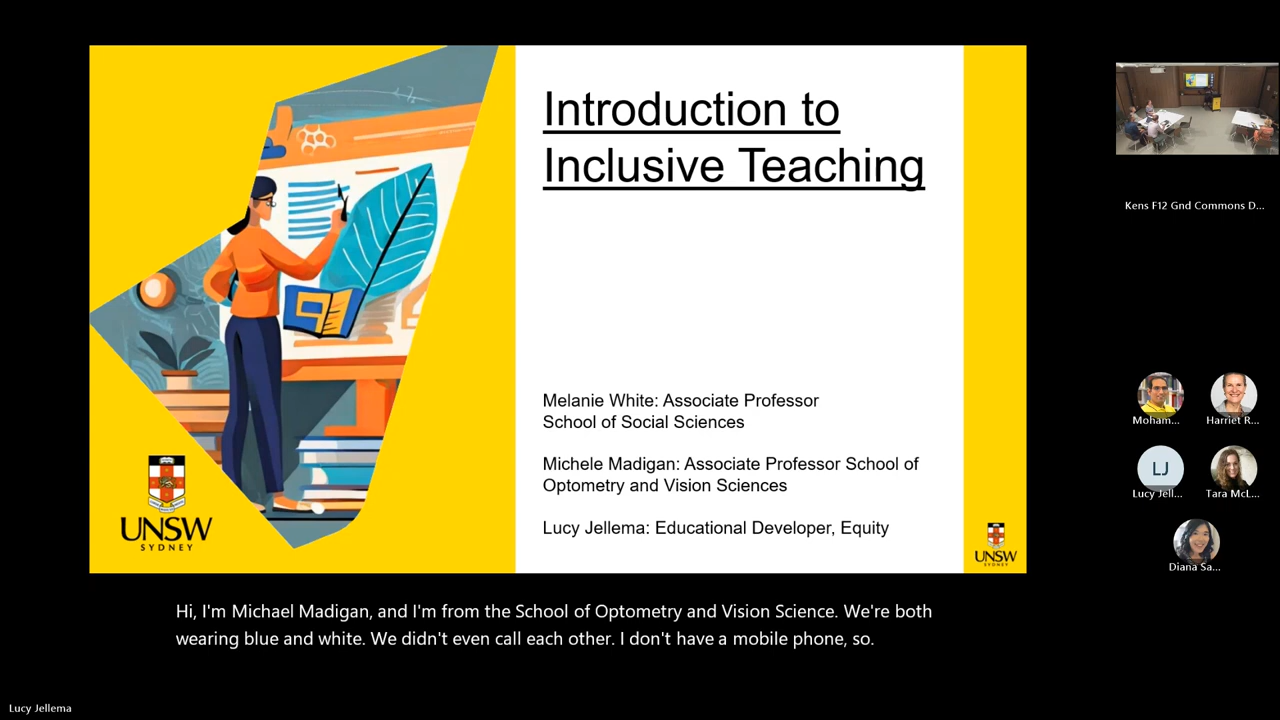 Introduction to
Inclusive Teaching
Melanie White: Associate Professor
School of Social Sciences
Michele Madigan: Associate Professor School of
Optometry and Vision Sciences
Lucy Jellema: Educational Developer, Equity
UNSW
SYDNEY
UNSW
SYDNEY
Kens F12 Gnd Commons D...
Moham...
Harriet R...
LJ
Lucy Jell...
Tara McL...
Diana Sa...
Hi, I'm Michael Madigan, and I'm from the School of Optometry and Vision Science. We're both
wearing blue and white. We didn't even call each other. I don't have a mobile phone, so.
Lucy Jellema